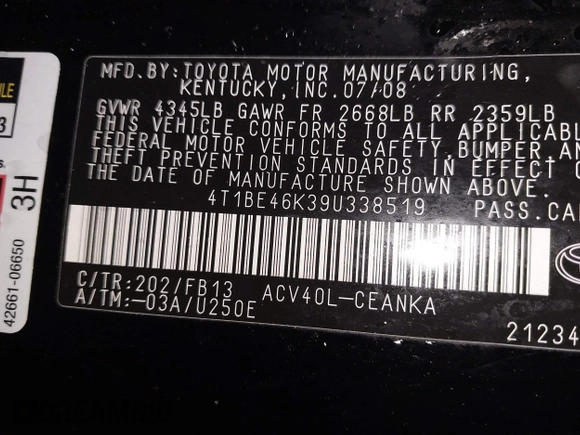 MFD. BY: TOYOTA MOTOR MANUFACTURING,
KENTUCKY, INC. 07/08
GVWR 4345LB GAWR FR 2668LB RR 2359LB
THIS VEHICLE CONFORMS TO ALL APPLICABLE
FEDERAL MOTOR VEHICLE SAFETY, BUMPER AN
THEFT PREVENTION STANDARDS IN EFFECT O
THE DATE OF MANUFACTURE SHOWN ABOVE.
4T1BE46K39U338519 PASS.CA
C/TR:202/FB13 ACV40L-CEANKA
A/TM:-03A/U250E
21234
3H
42661-06650